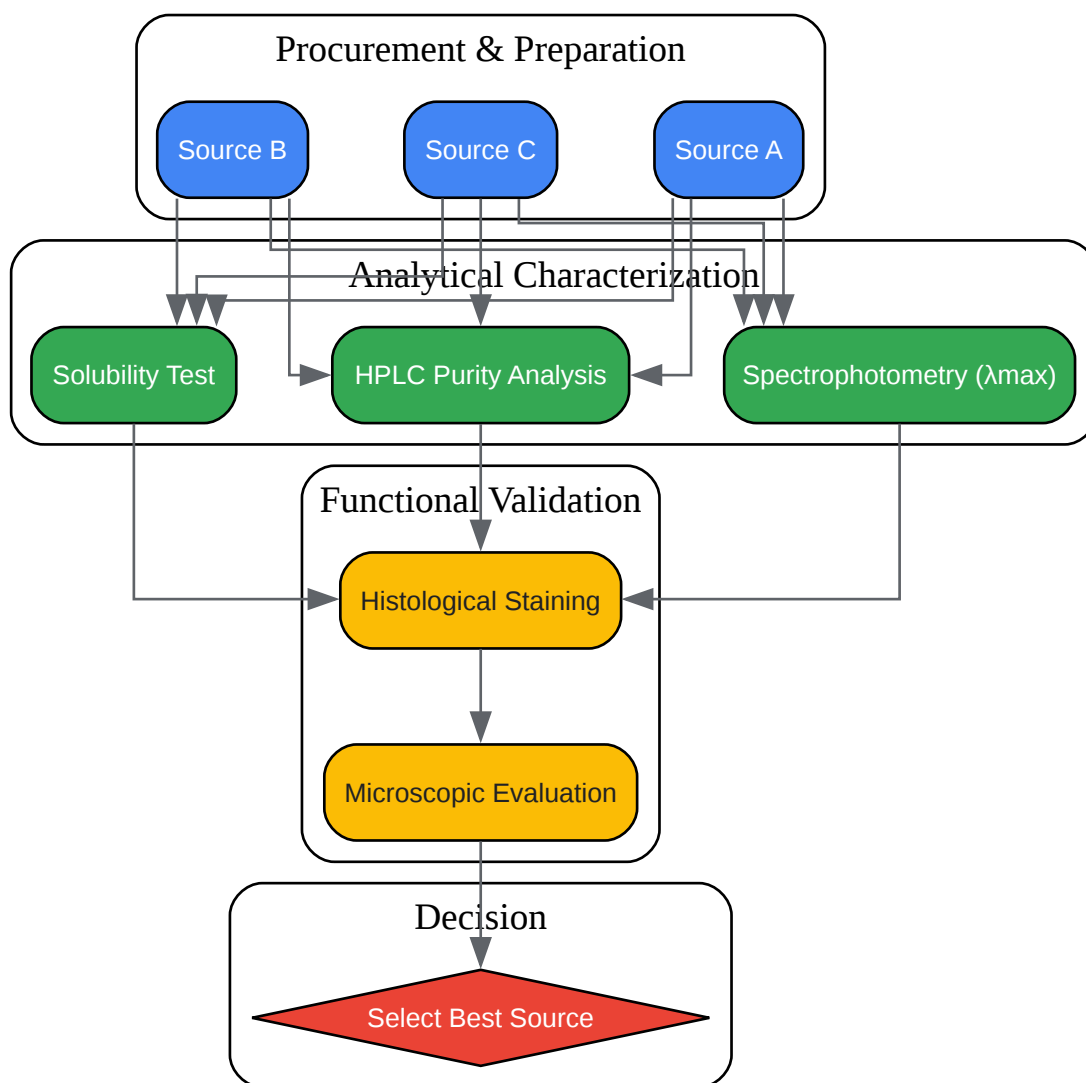 Procurement & Preparation
Source B
Source C
Source A
Analytical Characterization
Solubility Test
HPLC Purity Analysis
Spectrophotometry (λmax)
Functional Validation
Histological Staining
Microscopic Evaluation
Decision
Select Best Source